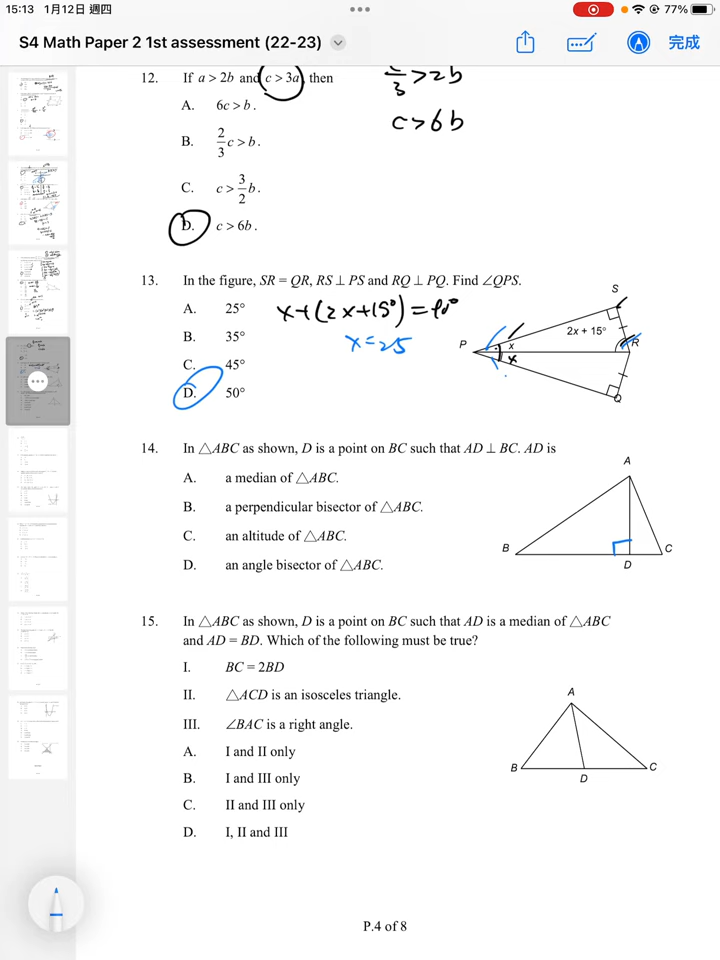 15:13 1月12日 週四
77%
S4 Math Paper 2 1st assessment (22-23)
完成
12. If a > 2b and c > 3a, then
c/3 > 2b
A. 6c > b.
c > 6b
B. 2/3 c > b.
C. c > 3/2 b.
D. c > 6b.
13. In the figure, SR = QR, RS ⊥ PS and RQ ⊥ PQ. Find ∠QPS.
A. 25°
x+(2x+15°)=90°
B. 35°
x=25
C. 45°
D. 50°
S
2x + 15°
P
x
R
x
Q
14. In △ABC as shown, D is a point on BC such that AD ⊥ BC. AD is
A. a median of △ABC.
B. a perpendicular bisector of △ABC.
C. an altitude of △ABC.
D. an angle bisector of △ABC.
A
B
C
D
15. In △ABC as shown, D is a point on BC such that AD is a median of △ABC
and AD = BD. Which of the following must be true?
I. BC = 2BD
II. △ACD is an isosceles triangle.
III. ∠BAC is a right angle.
A. I and II only
B. I and III only
C. II and III only
D. I, II and III
A
B
C
D
P.4 of 8